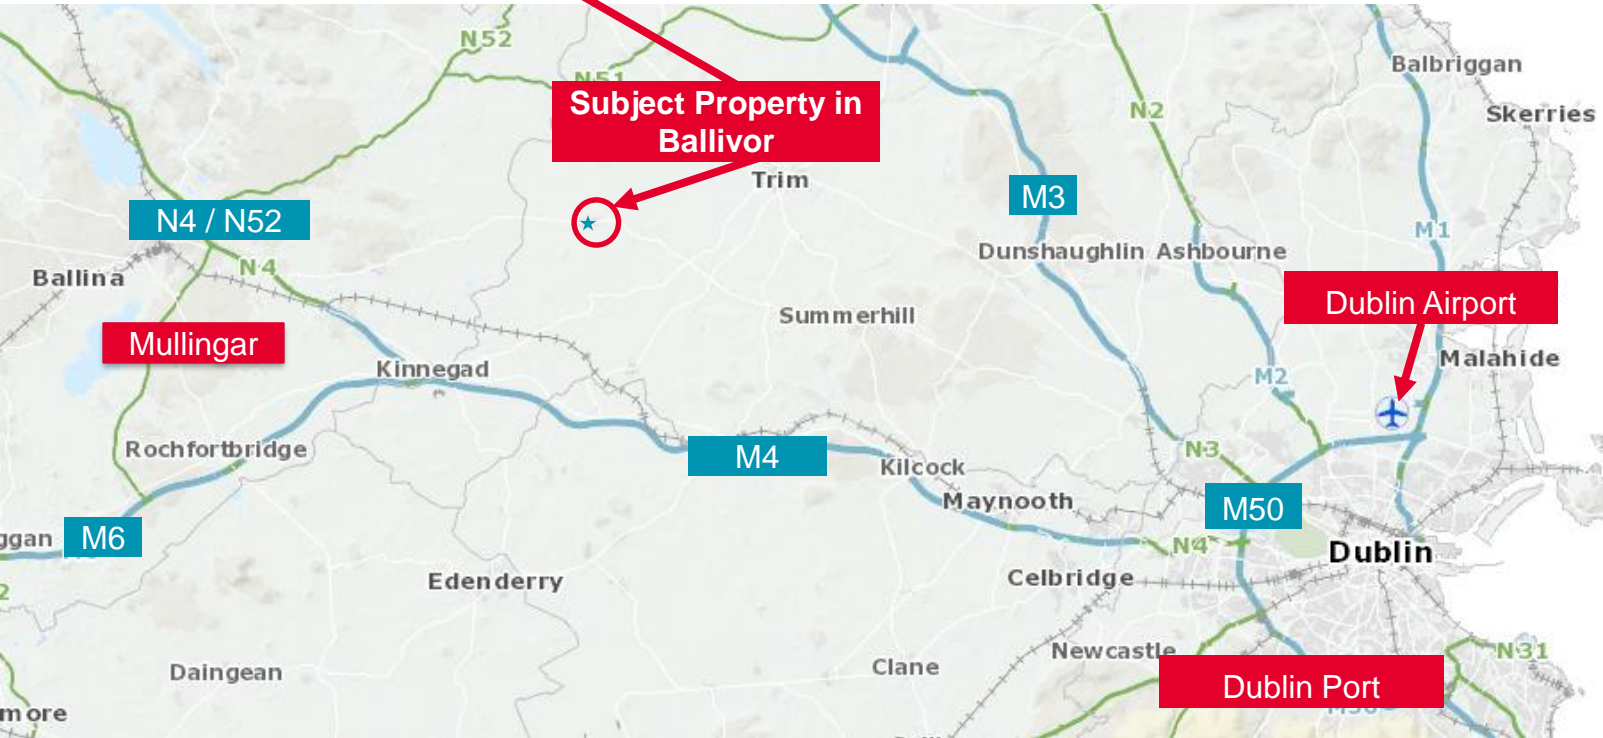 N52
Balbriggan
N51
Subject Property in
Ballivor
N2
Skerries
Trim
M3
N4 / N52
M1
Dunshaughlin
Ashbourne
N4
Ballina
Dublin Airport
Summerhill
Mullingar
Malahide
Kinnegad
M2
Rochfortbridge
N3
M4
Kilcock
Maynooth
M50
ggan
M6
N4
Dublin
Edenderry
Celbridge
2
Newcastle
N31
Daingean
Clane
Dublin Port
more